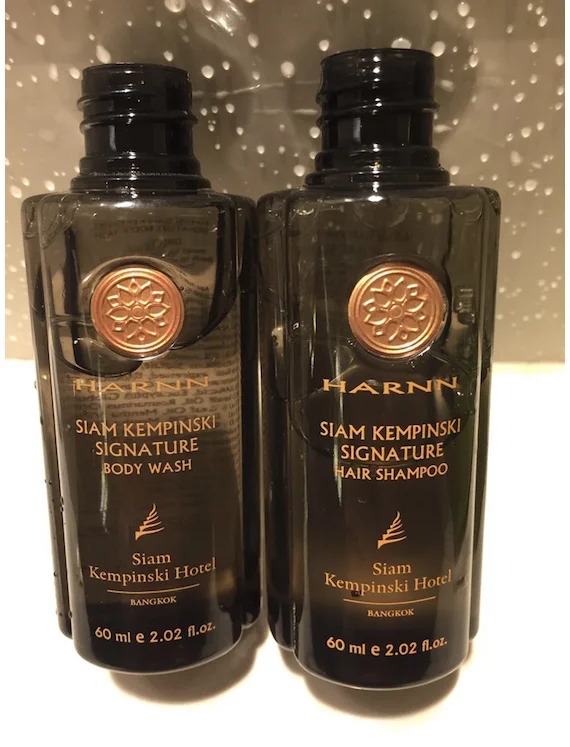 HARNN
SIAM KEMPINSKI
SIGNATURE
BODY WASH
Siam
Kempinski Hotel
BANGKOK
60 ml e 2.02 fl.oz.
HARNN
SIAM KEMPINSKI
SIGNATURE
HAIR SHAMPOO
Siam
Kempinski Hotel
BANGKOK
60 ml e 2.02 fl.oz.